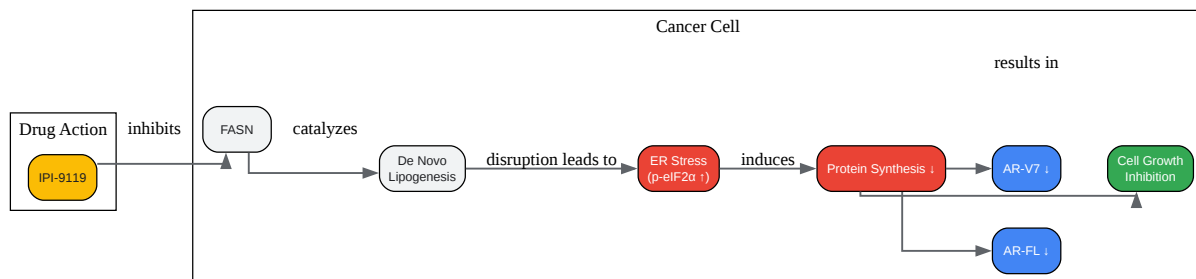 Cancer Cell
results in
Drug Action
inhibits
FASN
catalyzes
IPI-9119
De Novo
Lipogenesis
disruption leads to
ER Stress
(p-eIF2α ↑)
induces
Protein Synthesis ↓
AR-V7 ↓
Cell Growth
Inhibition
AR-FL ↓